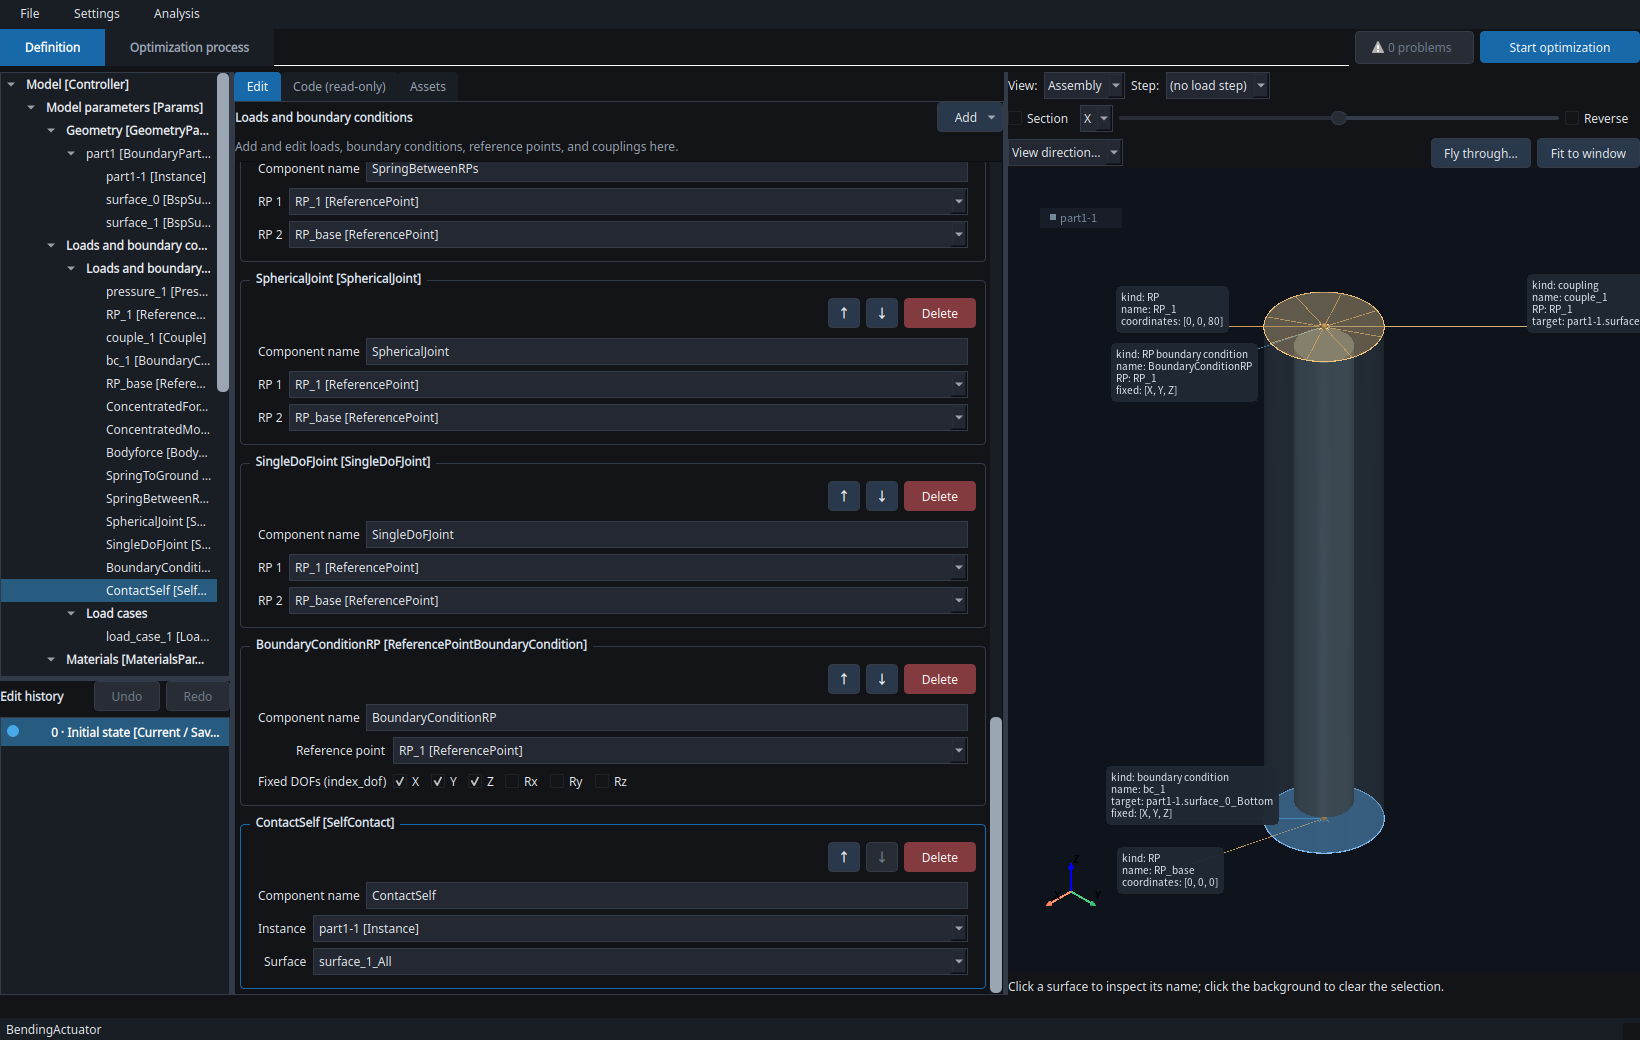 File Settings Analysis
Definition Optimization process 0 problems Start optimization
Model [Controller]
Model parameters [Params]
Geometry [GeometryPa...
part1 [BoundaryPart...
part1-1 [Instance]
surface_0 [BspSu...
surface_1 [BspSu...
Loads and boundary co...
Loads and boundary...
pressure_1 [Pres...
RP_1 [Reference...
couple_1 [Couple]
bc_1 [BoundaryC...
RP_base [Refere...
ConcentratedFor...
ConcentratedMo...
Bodyforce [Body...
SpringToGround ...
SpringBetweenR...
SphericalJoint [S...
SingleDoFJoint [S...
BoundaryConditi...
ContactSelf [Self...
Load cases
load_case_1 [Loa...
Materials [MaterialsPar...
Edit history Undo Redo
0 · Initial state [Current / Sav...
Edit Code (read-only) Assets
Loads and boundary conditions Add
Add and edit loads, boundary conditions, reference points, and couplings here.
Component name SpringBetweenRPs
RP 1 RP_1 [ReferencePoint]
RP 2 RP_base [ReferencePoint]
SphericalJoint [SphericalJoint]
↑ ↓ Delete
Component name SphericalJoint
RP 1 RP_1 [ReferencePoint]
RP 2 RP_base [ReferencePoint]
SingleDoFJoint [SingleDoFJoint]
↑ ↓ Delete
Component name SingleDoFJoint
RP 1 RP_1 [ReferencePoint]
RP 2 RP_base [ReferencePoint]
BoundaryConditionRP [ReferencePointBoundaryCondition]
↑ ↓ Delete
Component name BoundaryConditionRP
Reference point RP_1 [ReferencePoint]
Fixed DOFs (index_dof) X Y Z Rx Ry Rz
ContactSelf [SelfContact]
↑ ↓ Delete
Component name ContactSelf
Instance part1-1 [Instance]
Surface surface_1_All
View: Assembly Step: (no load step)
Section X Reverse
View direction... Fly through... Fit to window
part1-1
kind: RP
name: RP_1
coordinates: [0, 0, 80]
kind: coupling
name: couple_1
RP: RP_1
target: part1-1.surface
kind: RP boundary condition
name: BoundaryConditionRP
RP: RP_1
fixed: [X, Y, Z]
kind: boundary condition
name: bc_1
target: part1-1.surface_0_Bottom
fixed: [X, Y, Z]
kind: RP
name: RP_base
coordinates: [0, 0, 0]
Click a surface to inspect its name; click the background to clear the selection.
BendingActuator